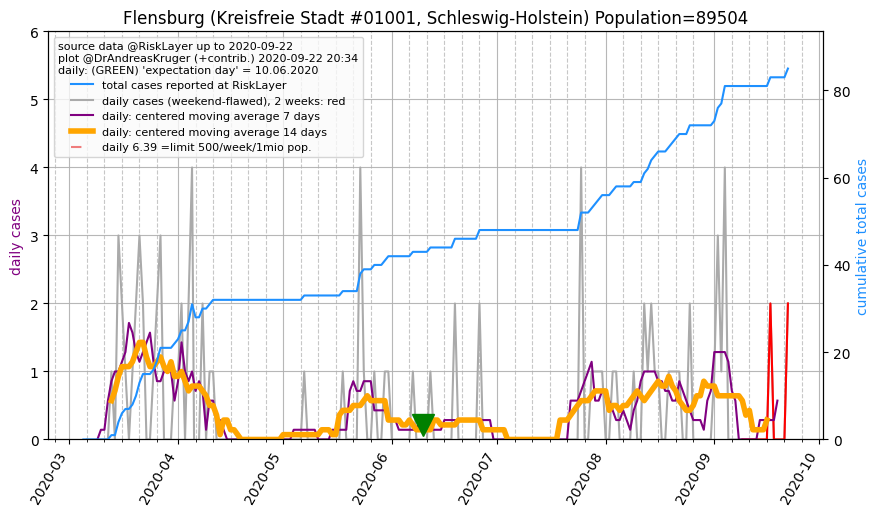 Flensburg (Kreisfreie Stadt #01001, Schleswig-Holstein) Population=89504
source data @RiskLayer up to 2020-09-22
plot @DrAndreasKruger (+contrib.) 2020-09-22 20:34
daily: (GREEN) 'expectation day' = 10.06.2020
total cases reported at RiskLayer
daily cases (weekend-flawed), 2 weeks: red
daily: centered moving average 7 days
daily: centered moving average 14 days
daily 6.39 =limit 500/week/1mio pop.
daily cases
6
5
4
3
2
1
0
cumulative total cases
80
60
40
20
0
2020-03
2020-04
2020-05
2020-06
2020-07
2020-08
2020-09
2020-10